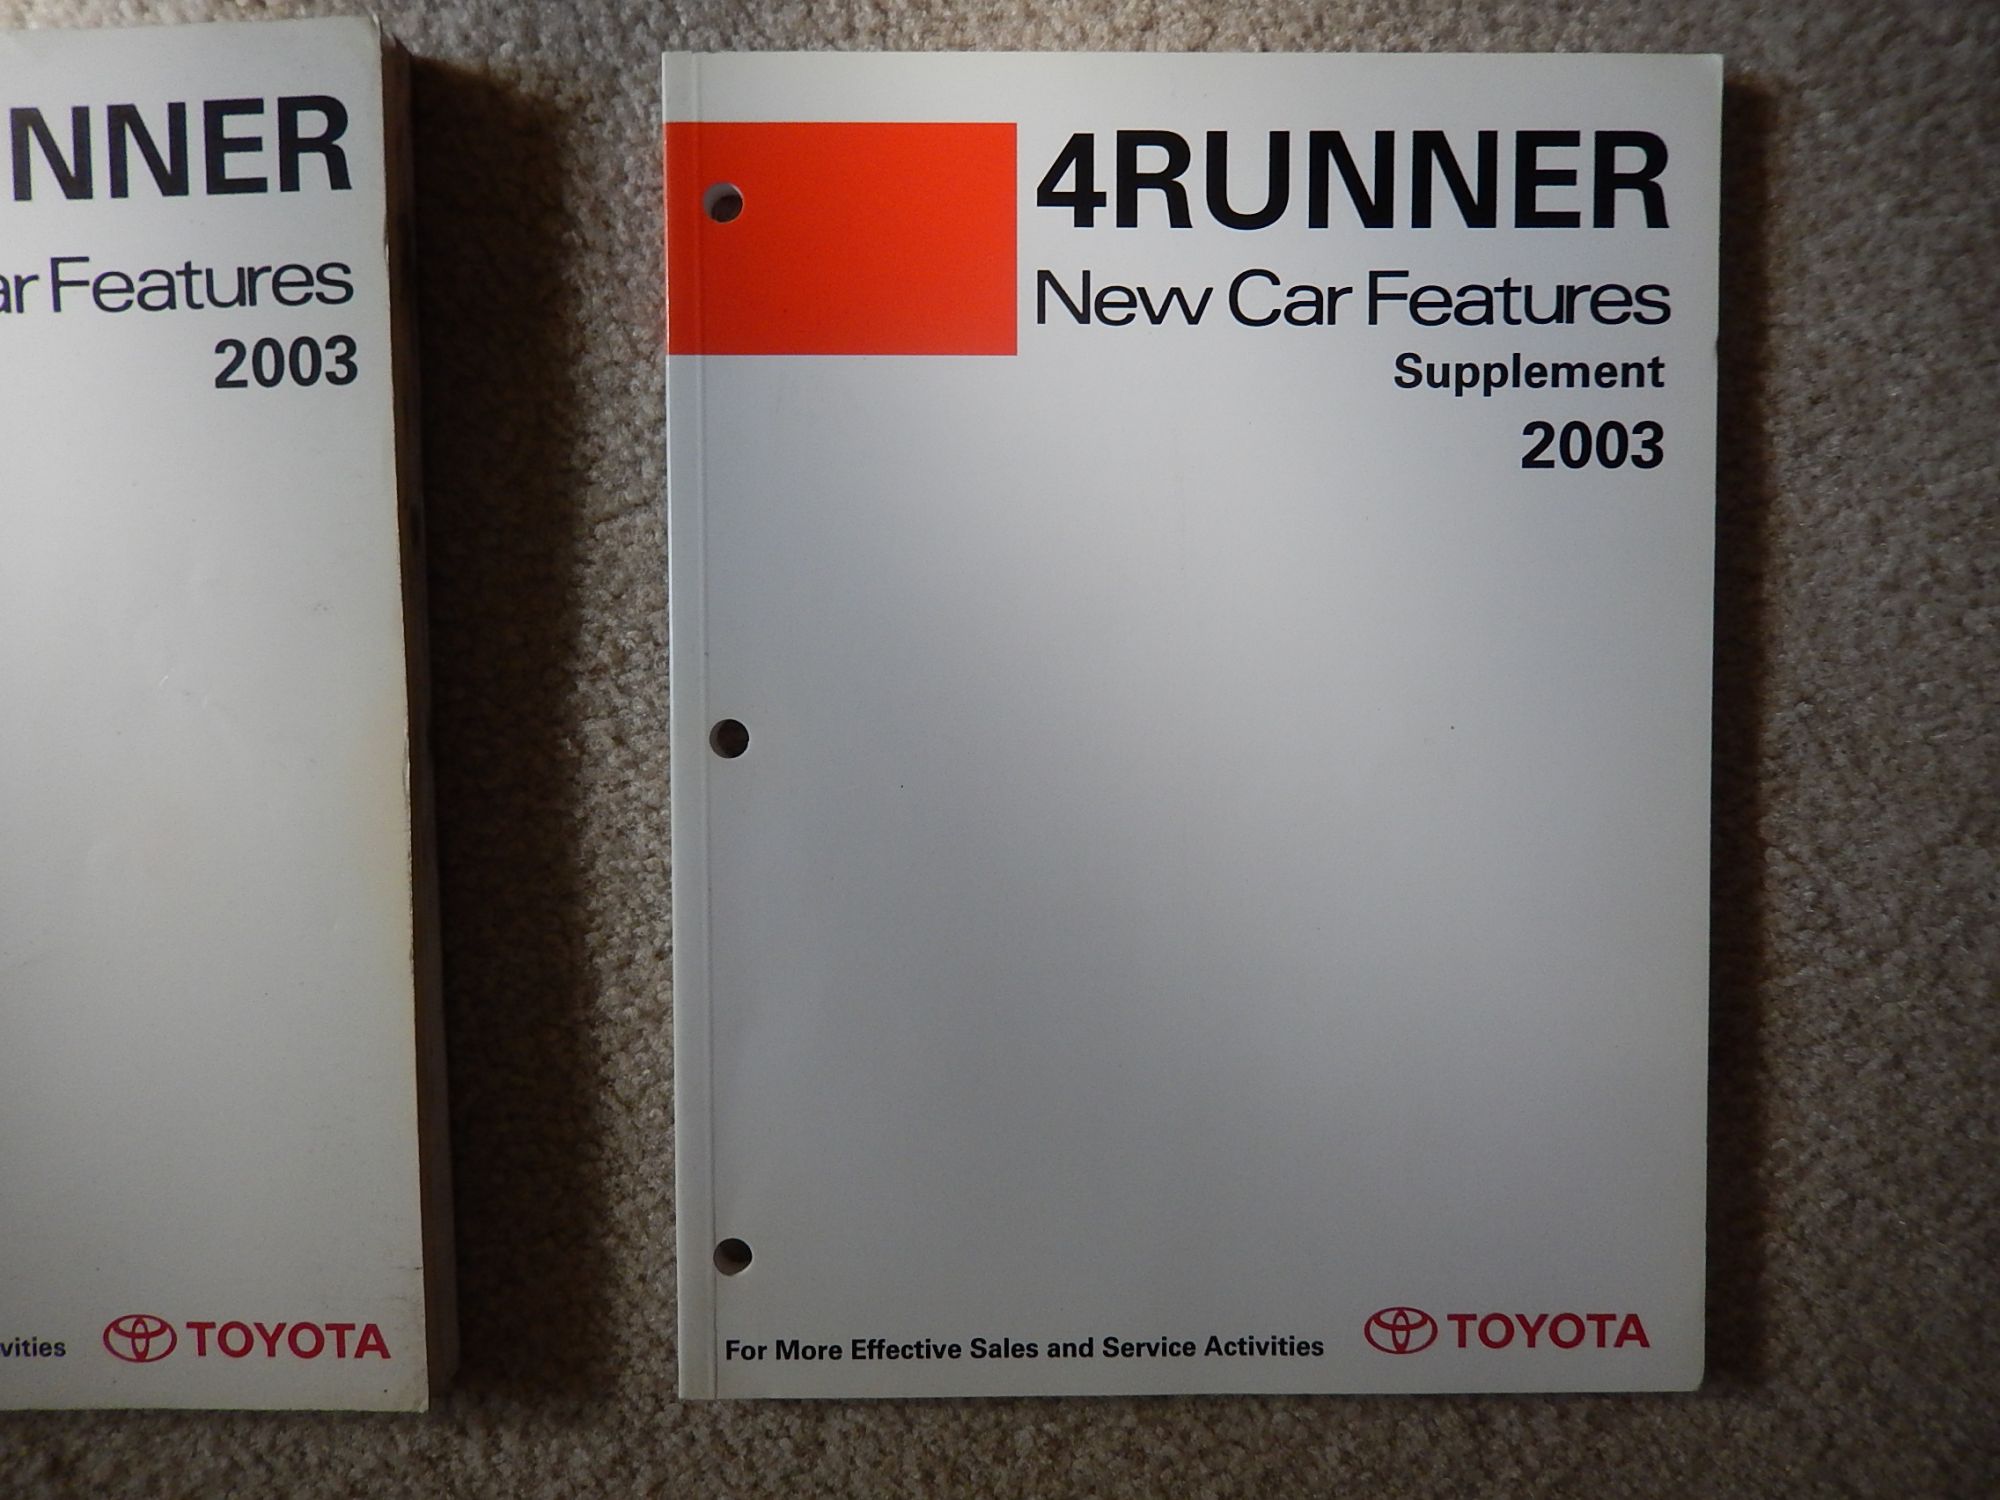 NNER
ar Features
2003
vities TOYOTA
4RUNNER
New Car Features
Supplement
2003
For More Effective Sales and Service Activities TOYOTA